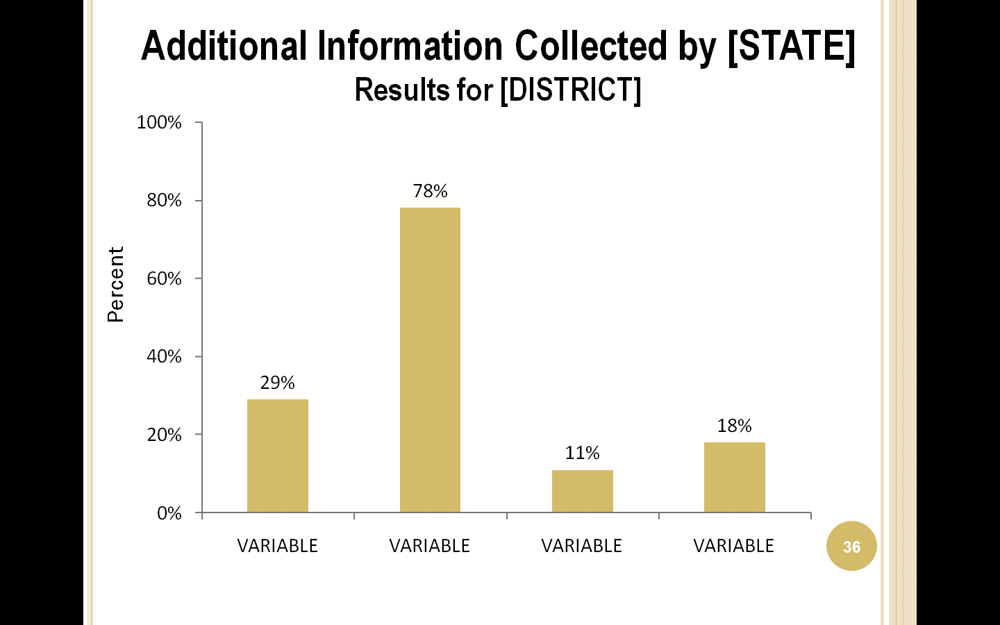 Additional Information Collected by [STATE]
Results for [DISTRICT]
100%
80%
60%
40%
20%
0%
Percent
29%
78%
11%
18%
VARIABLE VARIABLE VARIABLE VARIABLE
36